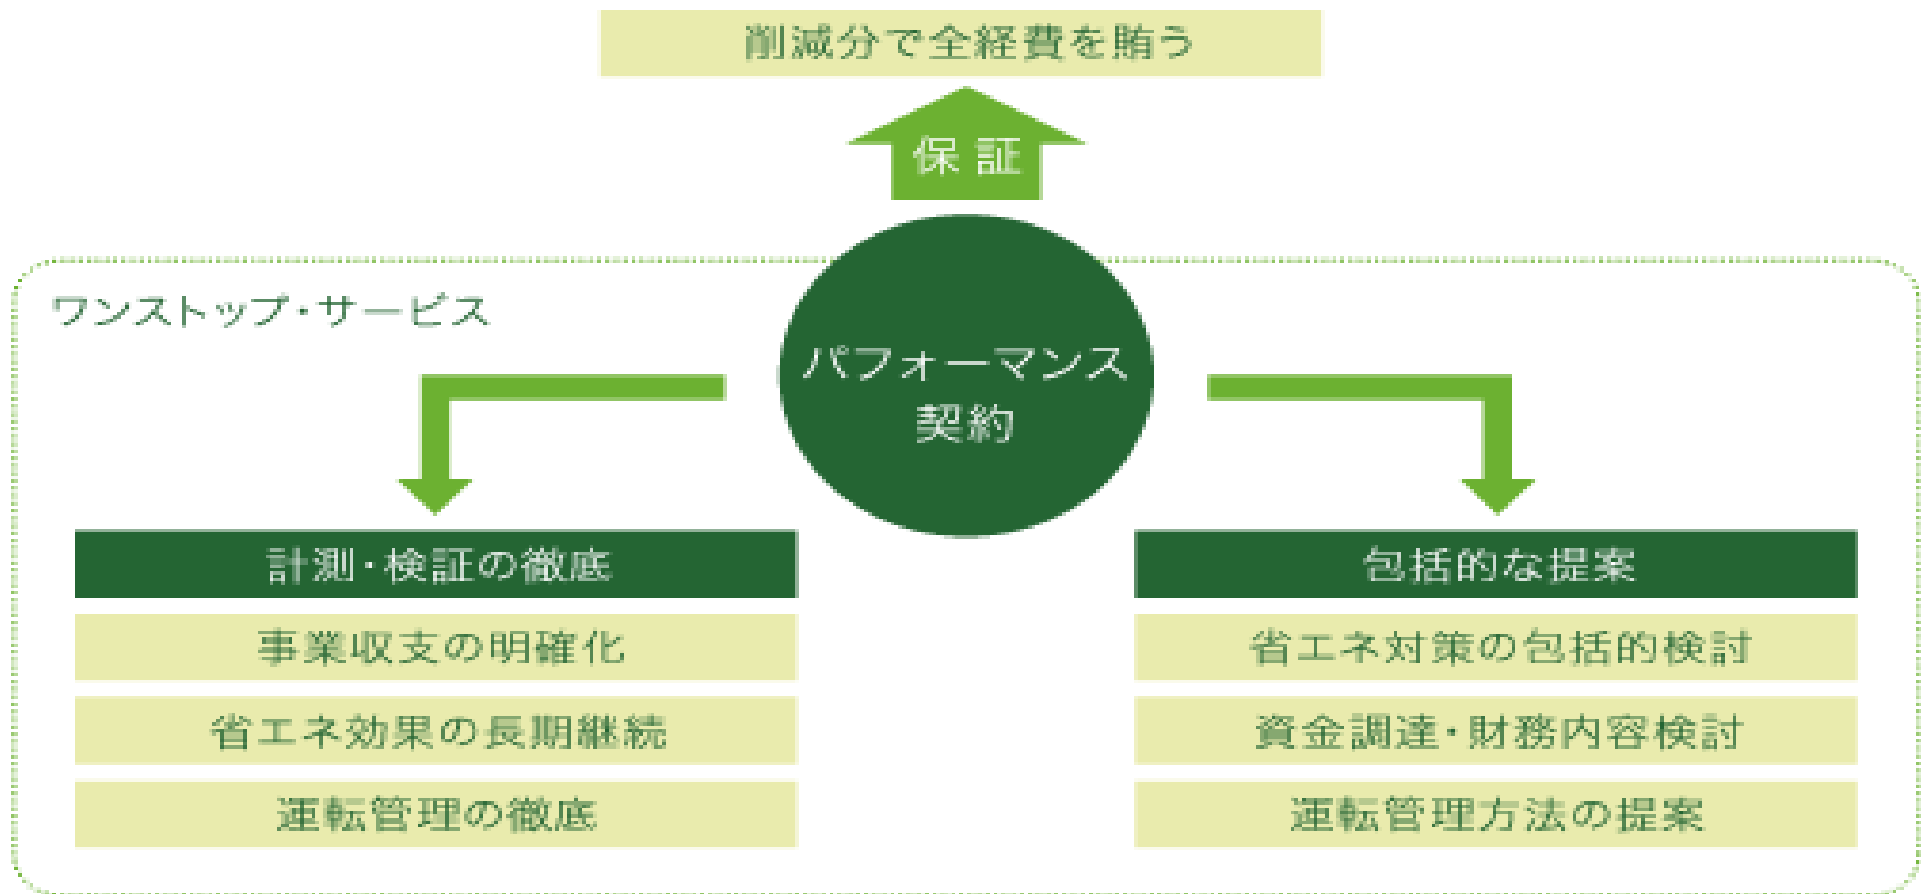 削減分で全経費を賄う
保証
ワンストップ・サービス
パフォーマンス
契約
計測・検証の徹底
事業収支の明確化
省エネ効果の長期継続
運転管理の徹底
包括的な提案
省エネ対策の包括的検討
資金調達・財務内容検討
運転管理方法の提案